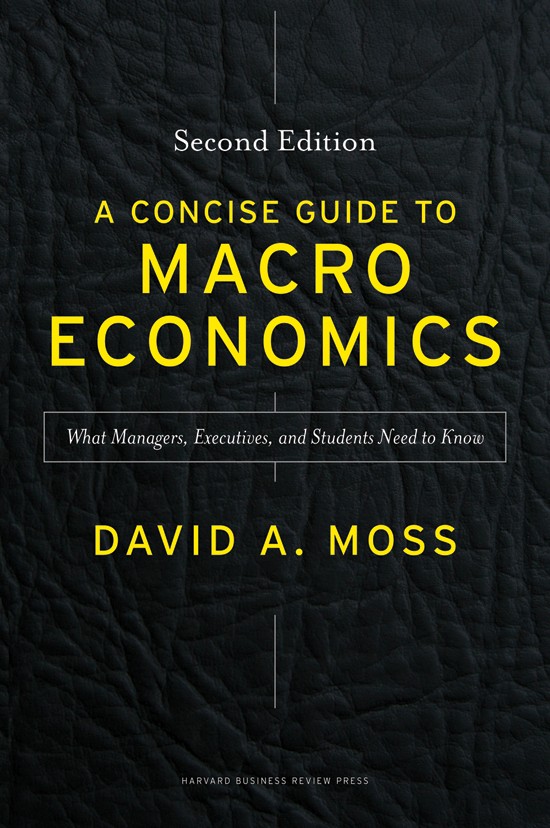 Second Edition
A CONCISE GUIDE TO
MACRO
ECONOMICS
What Managers, Executives, and Students Need to Know
DAVID A. MOSS
HARVARD BUSINESS REVIEW PRESS